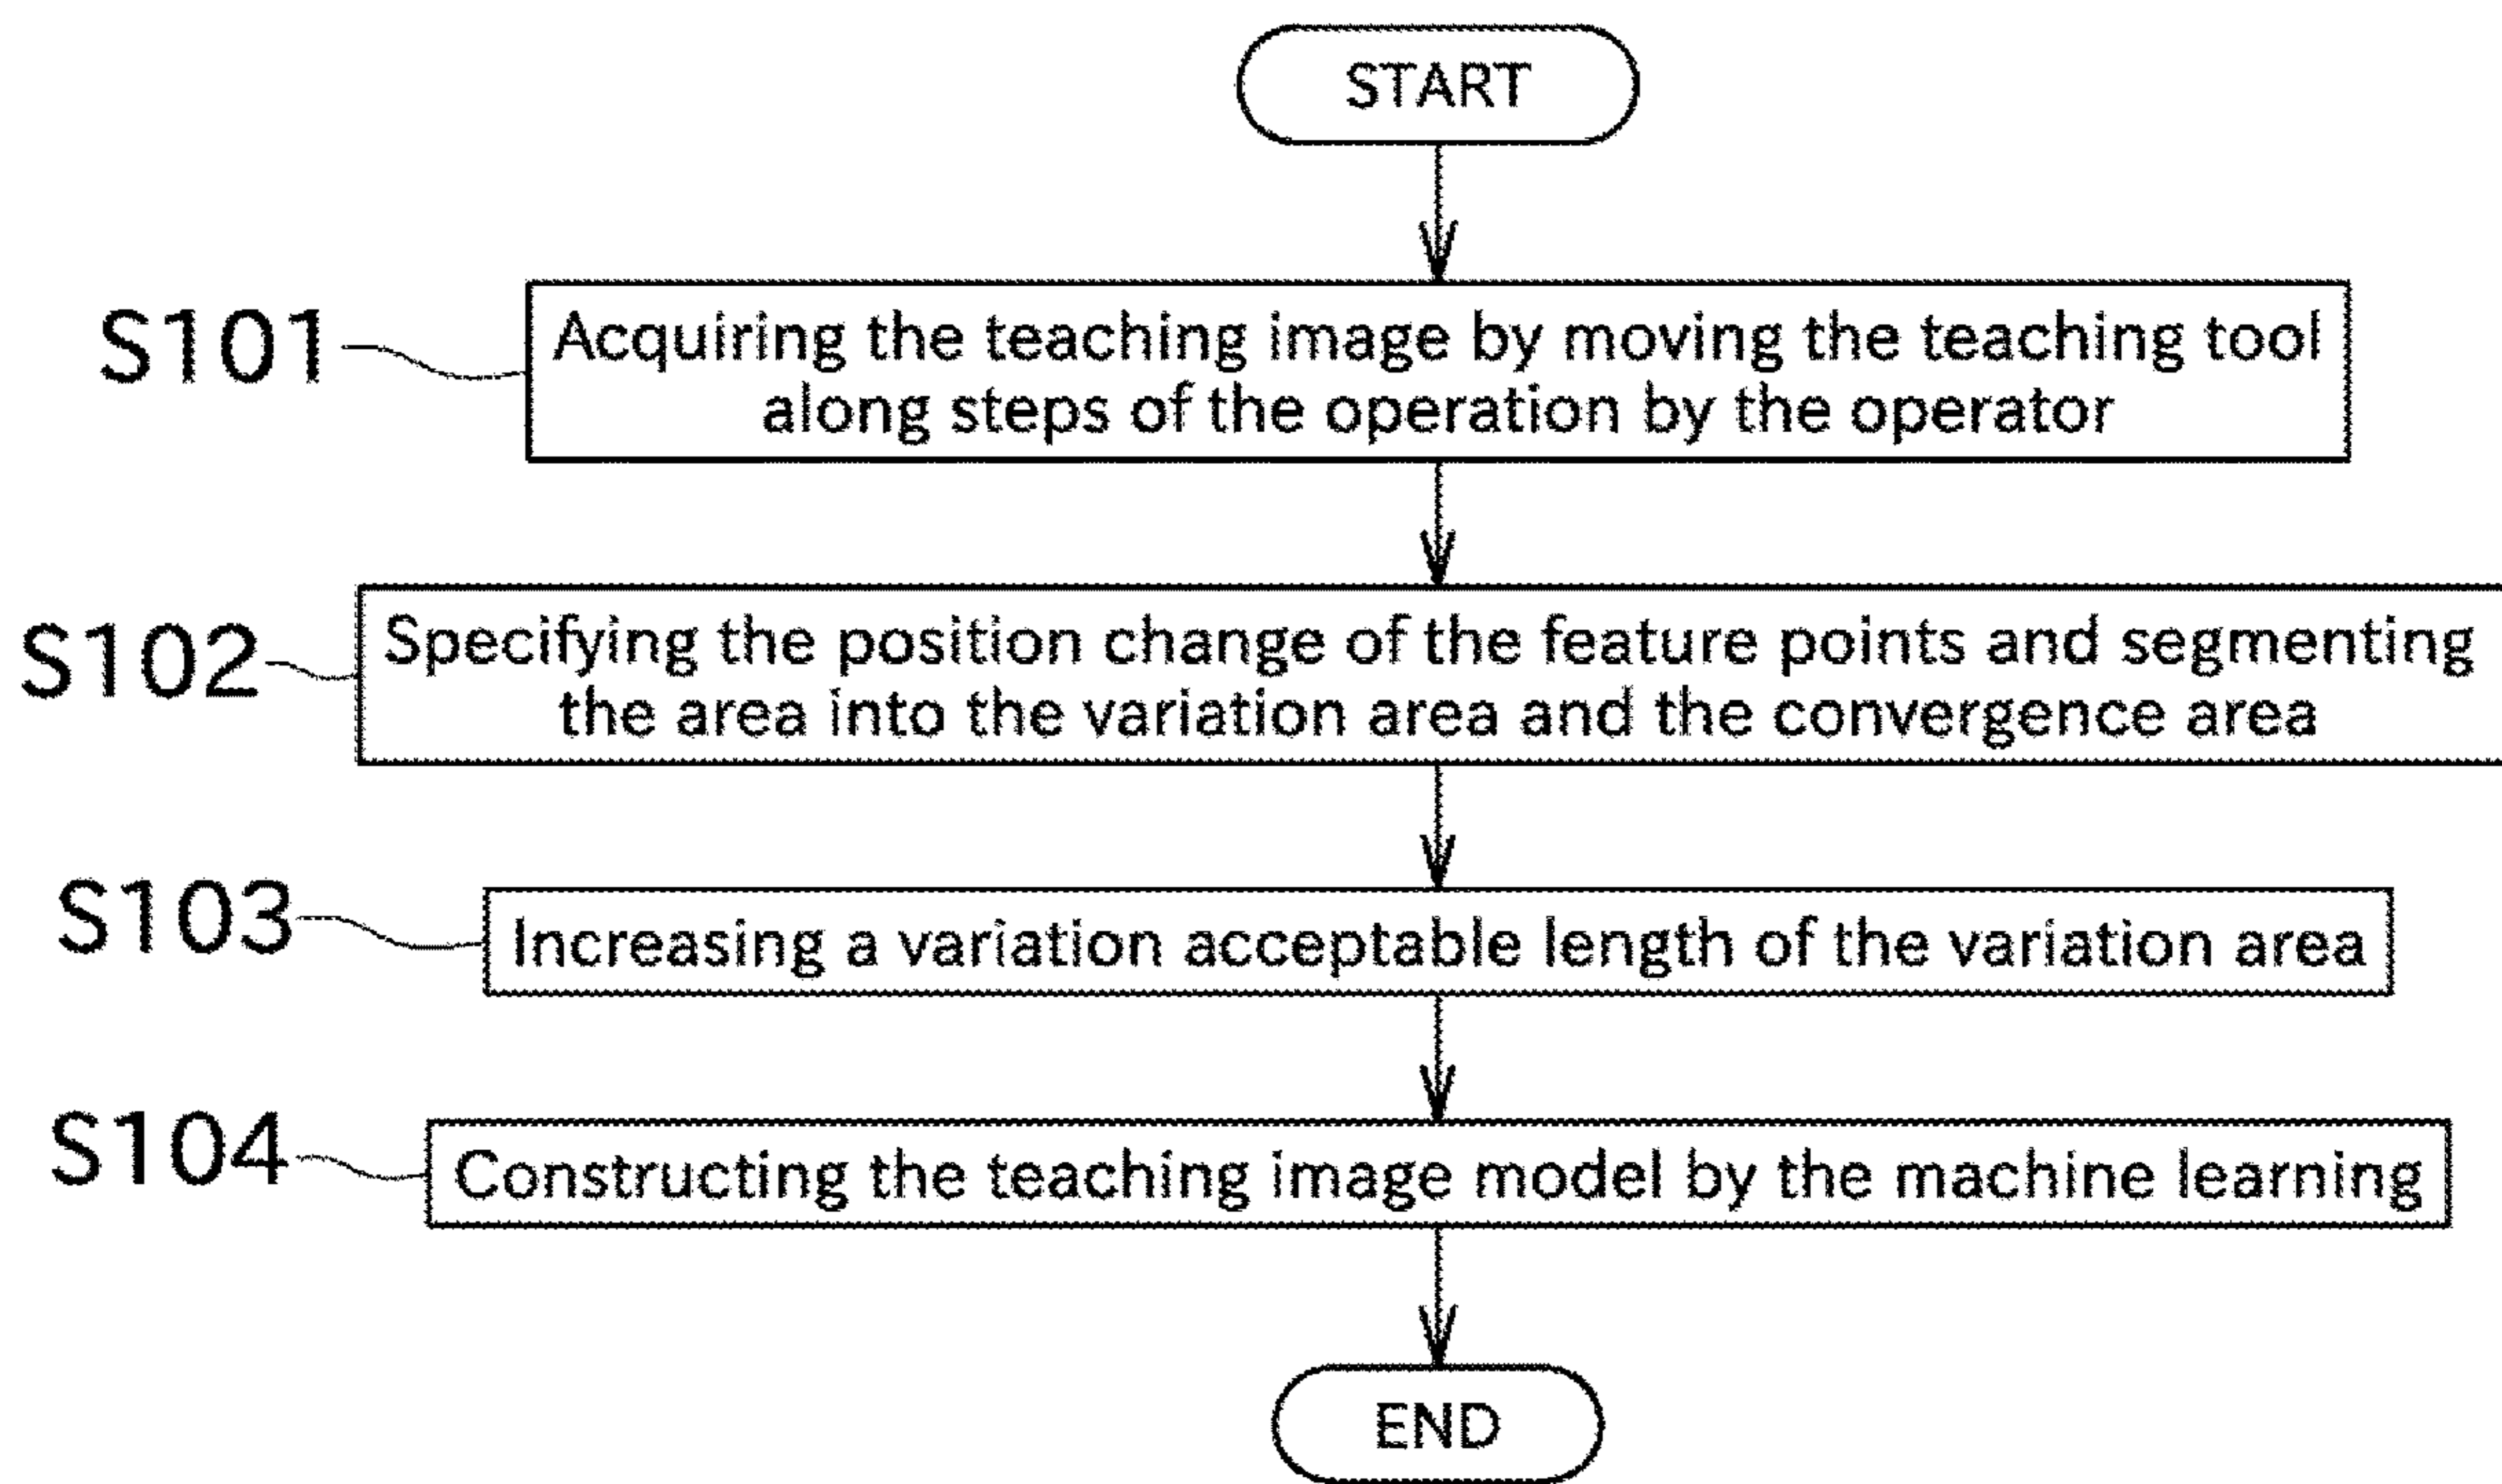 START
S101
Acquiring the teaching image by moving the teaching tool
along steps of the operation by the operator
S102
Specifying the position change of the feature points and segmenting
the area into the variation area and the convergence area
S103
Increasing a variation acceptable length of the variation area
S104
Constructing the teaching image model by the machine learning
END